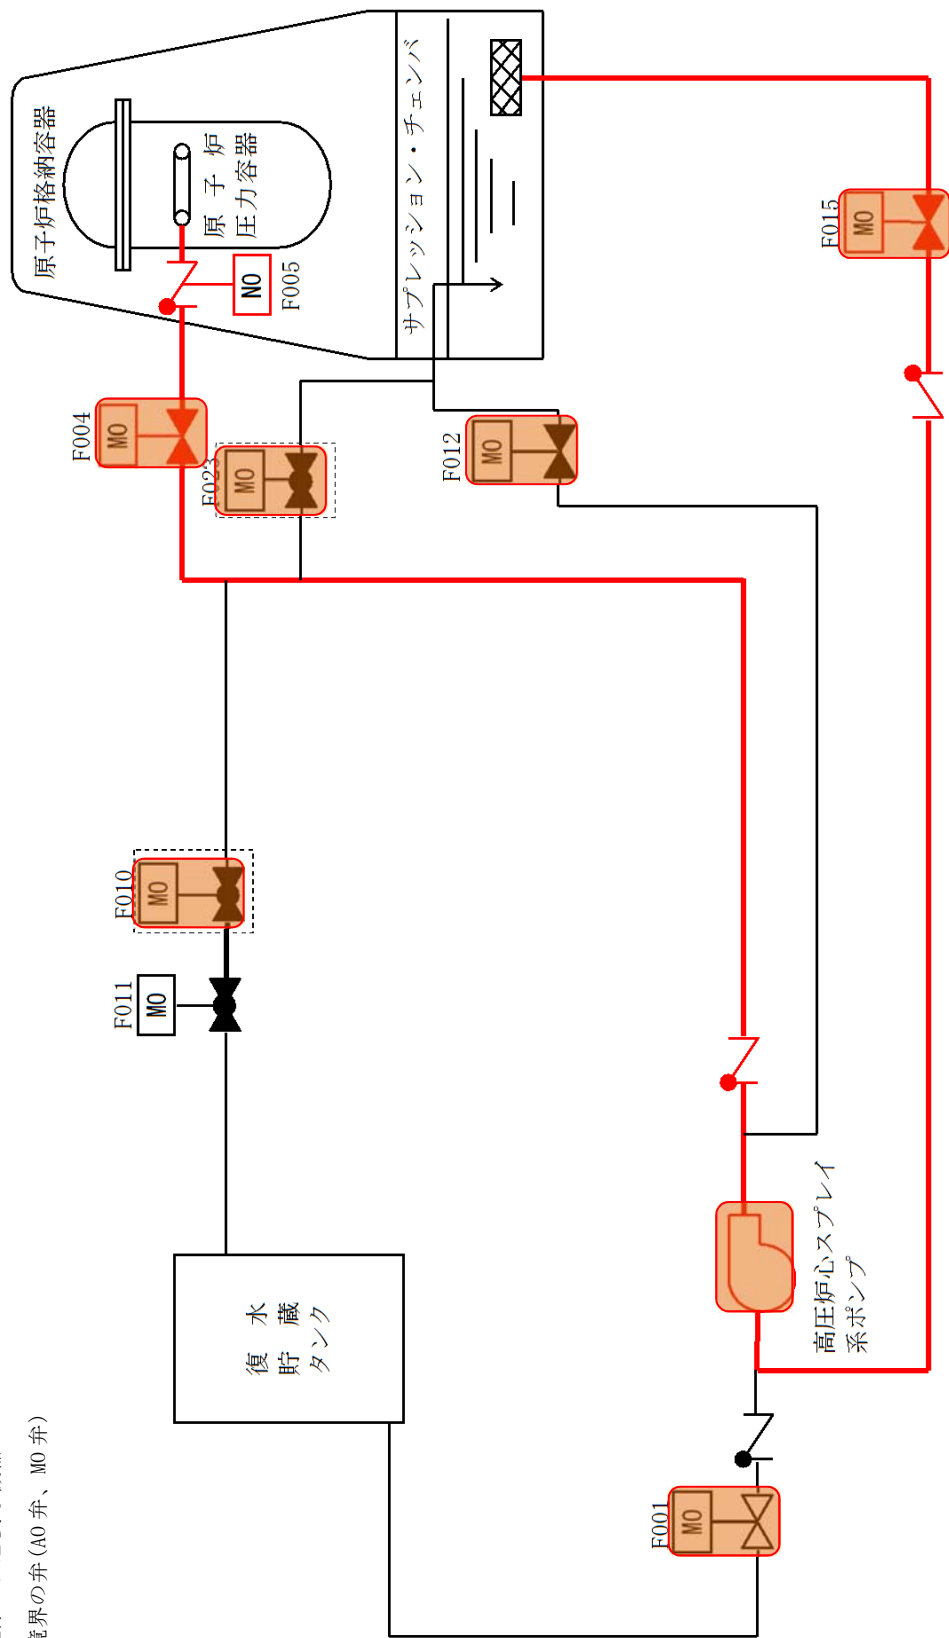 境界の弁(AO弁、MO弁)
原子炉格納容器
原子炉
圧力容器
サプレッション・チェンバ
NO
F005
F004
MO
F023
MO
F012
MO
F015
MO
F010
MO
F011
MO
復水
貯蔵
タンク
高圧炉心スプレイ
系ポンプ
F001
MO